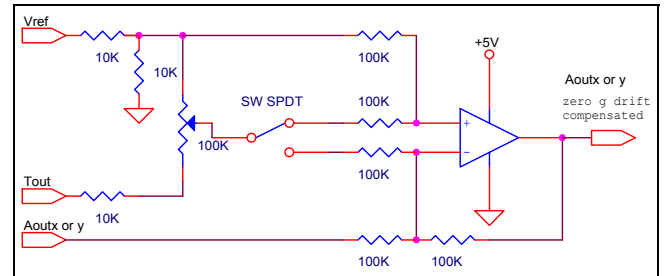 Vref
10K
10K
100K
+5V
SW SPDT
100K
Aoutx or y
zero g drift
compensated
+
100K
100K
−
Tout
10K
Aoutx or y
100K
100K